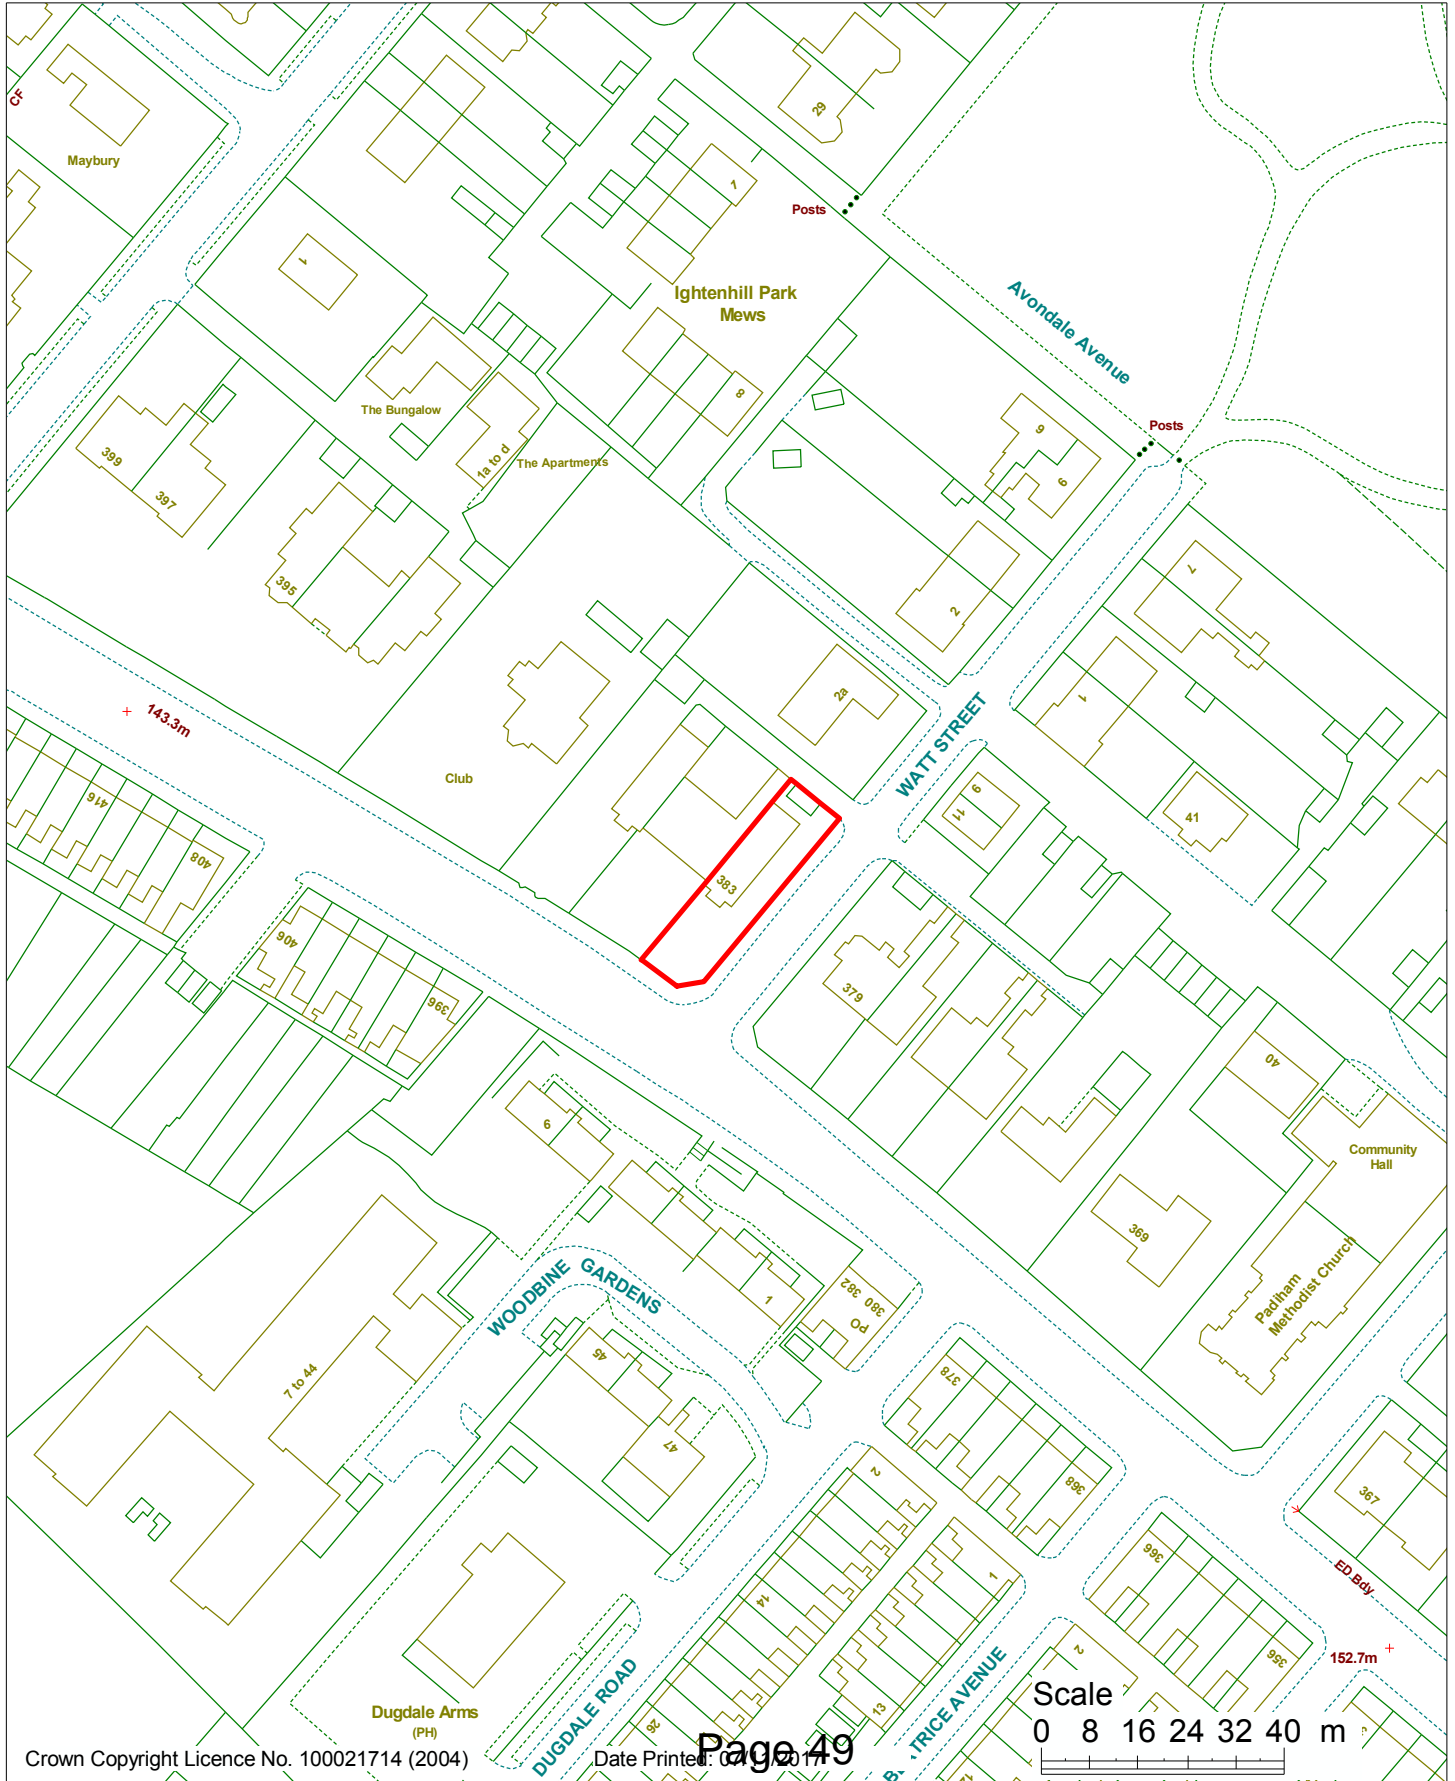 CF
Maybury
29
7
Posts
1
Ightenhill Park
Mews
Avondale Avenue
8
The Bungalow
1a to d
The Apartments
399
397
395
Posts
9
6
2
7
1
2a
WATT STREET
143.3m
Club
416
408
383
9
11
41
406
396
379
6
40
Community
Hall
369
Padiham
Methodist Church
WOODBINE GARDENS
1
382
380
PO
7 to 44
45
47
378
368
2
367
366
356
ED Bdy
152.7m
14
1
2
13
26
Dugdale Arms
(PH)
DUGDALE ROAD
TRICE AVENUE
Scale
0 8 16 24 32 40 m
Crown Copyright Licence No. 100021714 (2004)
Date Printed:
Page 49